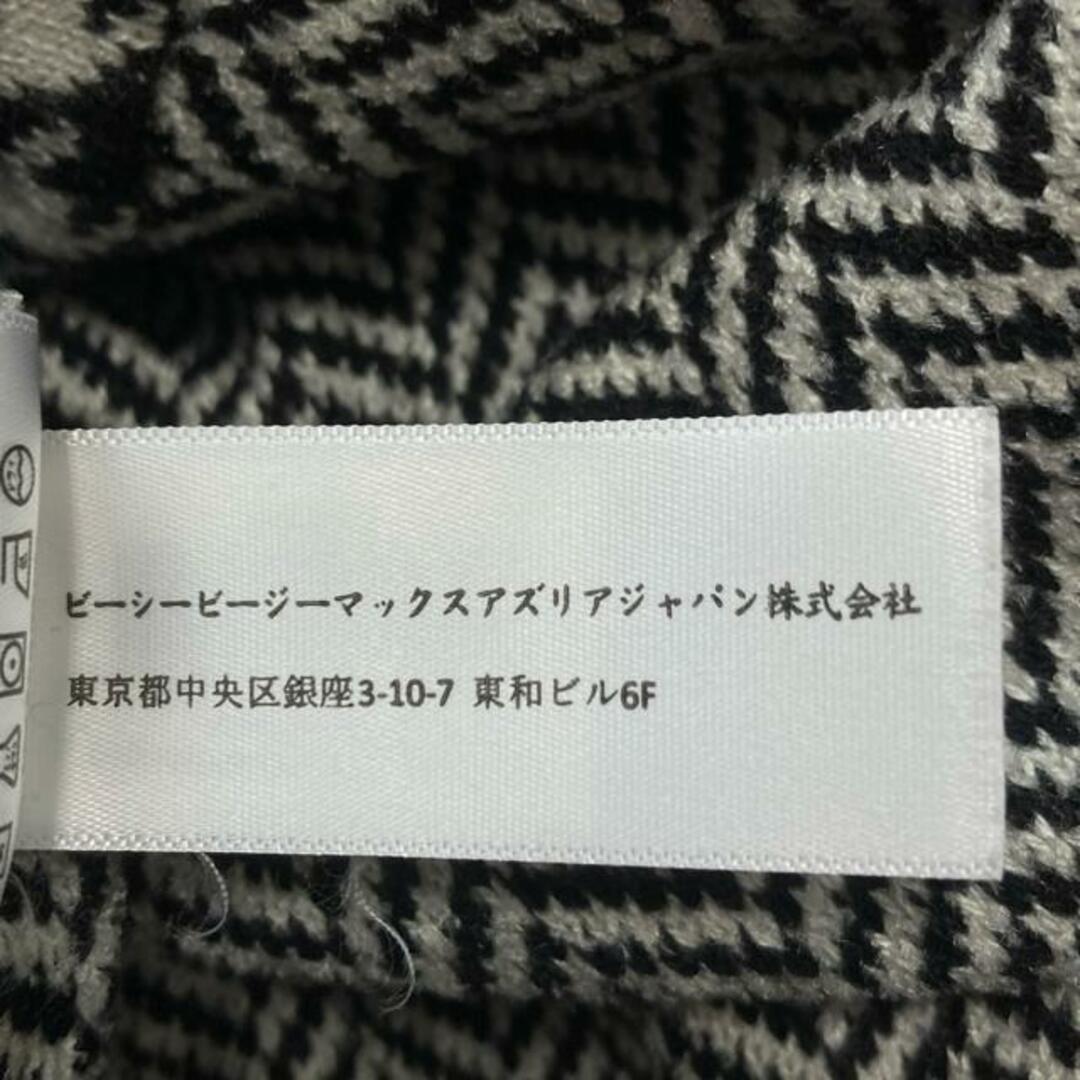 ビーシービージーマックスアズリアジャパン株式会社
東京都中央区銀座3-10-7 東和ビル6F